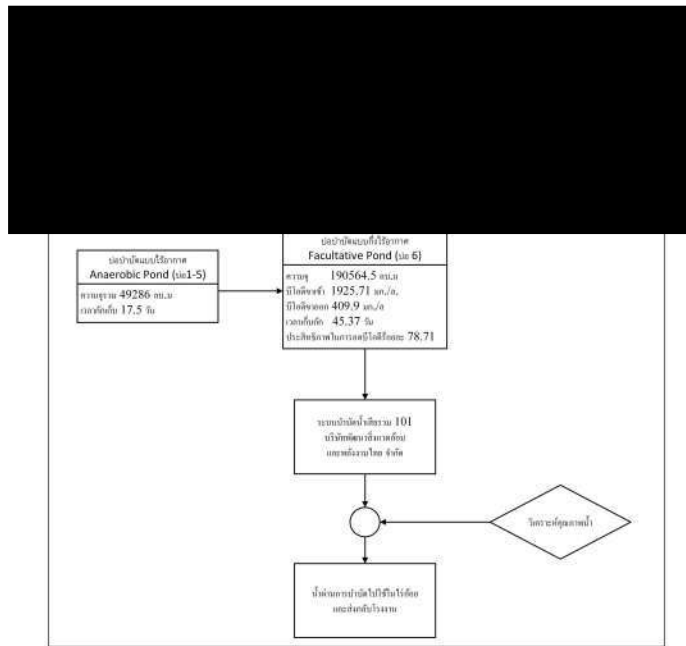 บ่อบำบัดแบบไร้อากาศ
Anaerobic Pond (บ่อ1-5)
ความจุรวม 49286 ลบ.ม
เวลากักเก็บ 17.5 วัน
บ่อบำบัดแบบกึ่งไร้อากาศ
Facultative Pond (บ่อ 6)
ความจุ 190564.5 ลบ.ม
บีโอดีขาเข้า 1925.71 มก./ล.
บีโอดีขาออก 409.9 มก./ล
เวลาเก็บกัก 45.37 วัน
ประสิทธิภาพในการลดบีโอดีร้อยละ 78.71
ระบบบำบัดน้ำเสียรวม 101
บริษัทพัฒนาสิ่งแวดล้อม
และพลังงานไทย จำกัด
วิเคราะห์คุณภาพน้ำ
น้ำผ่านการบำบัดไปใช้ในไร่อ้อย
และส่งกลับโรงงาน